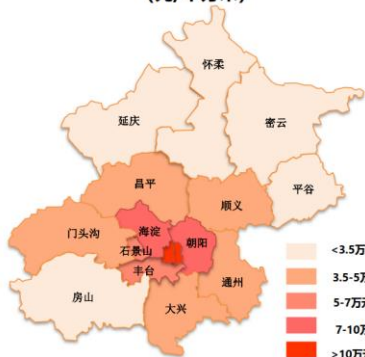 怀柔
延庆
密云
昌平
平谷
顺义
海淀
门头沟
朝阳
石景山
丰台
通州
房山
大兴
<3.5万
3.5-5万
5-7万
7-10万
>10万